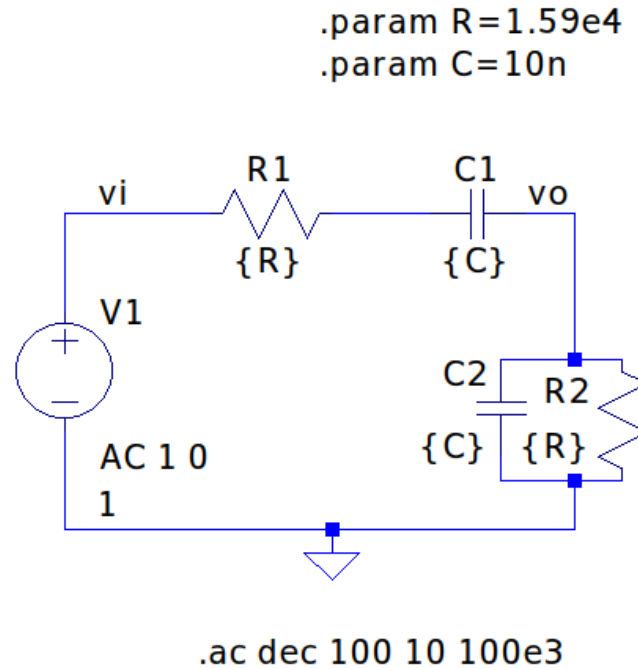 .param R=1.59e4
.param C=10n
R1
C1
vi
vo
{R}
{C}
V1
C2
R2
{C}
{R}
AC 1 0
1
.ac dec 100 10 100e3